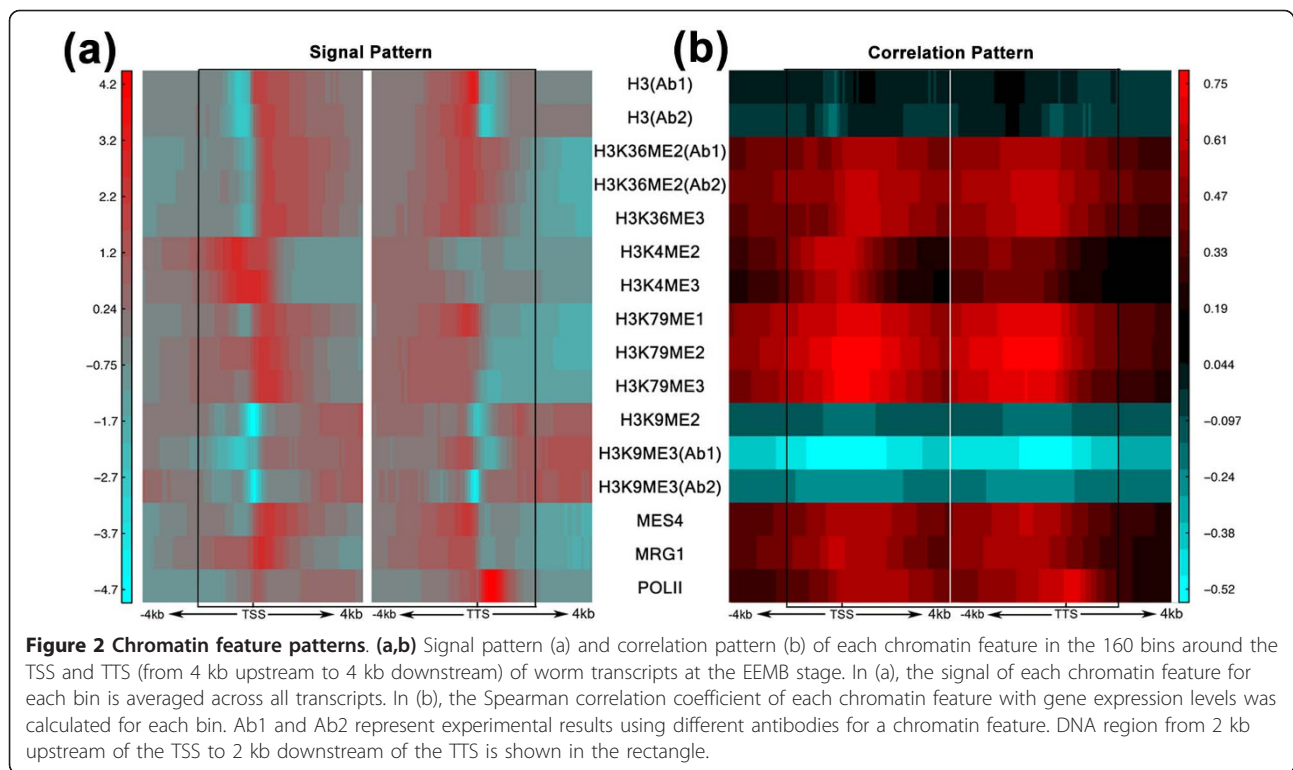 (a)
Signal Pattern
(b)
Correlation Pattern
4.2
3.2
2.2
1.2
0.24
−0.75
−1.7
−2.7
−3.7
−4.7
H3(Ab1)
H3(Ab2)
H3K36ME2(Ab1)
H3K36ME2(Ab2)
H3K36ME3
H3K4ME2
H3K4ME3
H3K79ME1
H3K79ME2
H3K79ME3
H3K9ME2
H3K9ME3(Ab1)
H3K9ME3(Ab2)
MES4
MRG1
POLII
0.75
0.61
0.47
0.33
0.19
0.044
−0.097
−0.24
−0.38
−0.52
-4kb TSS 4kb TTS 4kb
-4kb TSS 4kb -4kb TTS 4kb
Figure 2 Chromatin feature patterns. (a,b) Signal pattern (a) and correlation pattern (b) of each chromatin feature in the 160 bins around the
TSS and TTS (from 4 kb upstream to 4 kb downstream) of worm transcripts at the EEMB stage. In (a), the signal of each chromatin feature for
each bin is averaged across all transcripts. In (b), the Spearman correlation coefficient of each chromatin feature with gene expression levels was
calculated for each bin. Ab1 and Ab2 represent experimental results using different antibodies for a chromatin feature. DNA region from 2 kb
upstream of the TSS to 2 kb downstream of the TTS is shown in the rectangle.